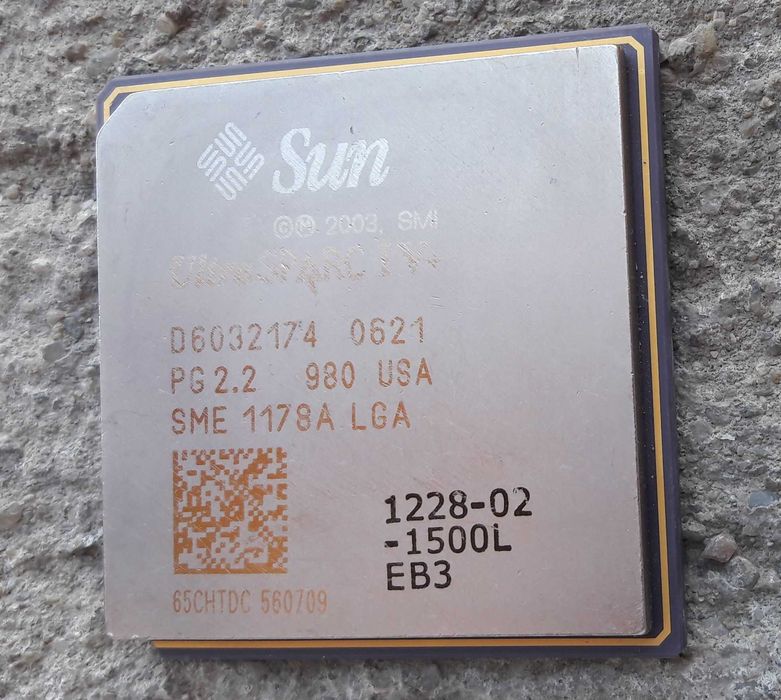 Sun
©Ⓜ 2003, SMI
UltraSPARC IV+
D6032174 0621
PG 2.2 980 USA
SME 1178A LGA
1228-02
-1500L
EB3
65CHTDC 560709